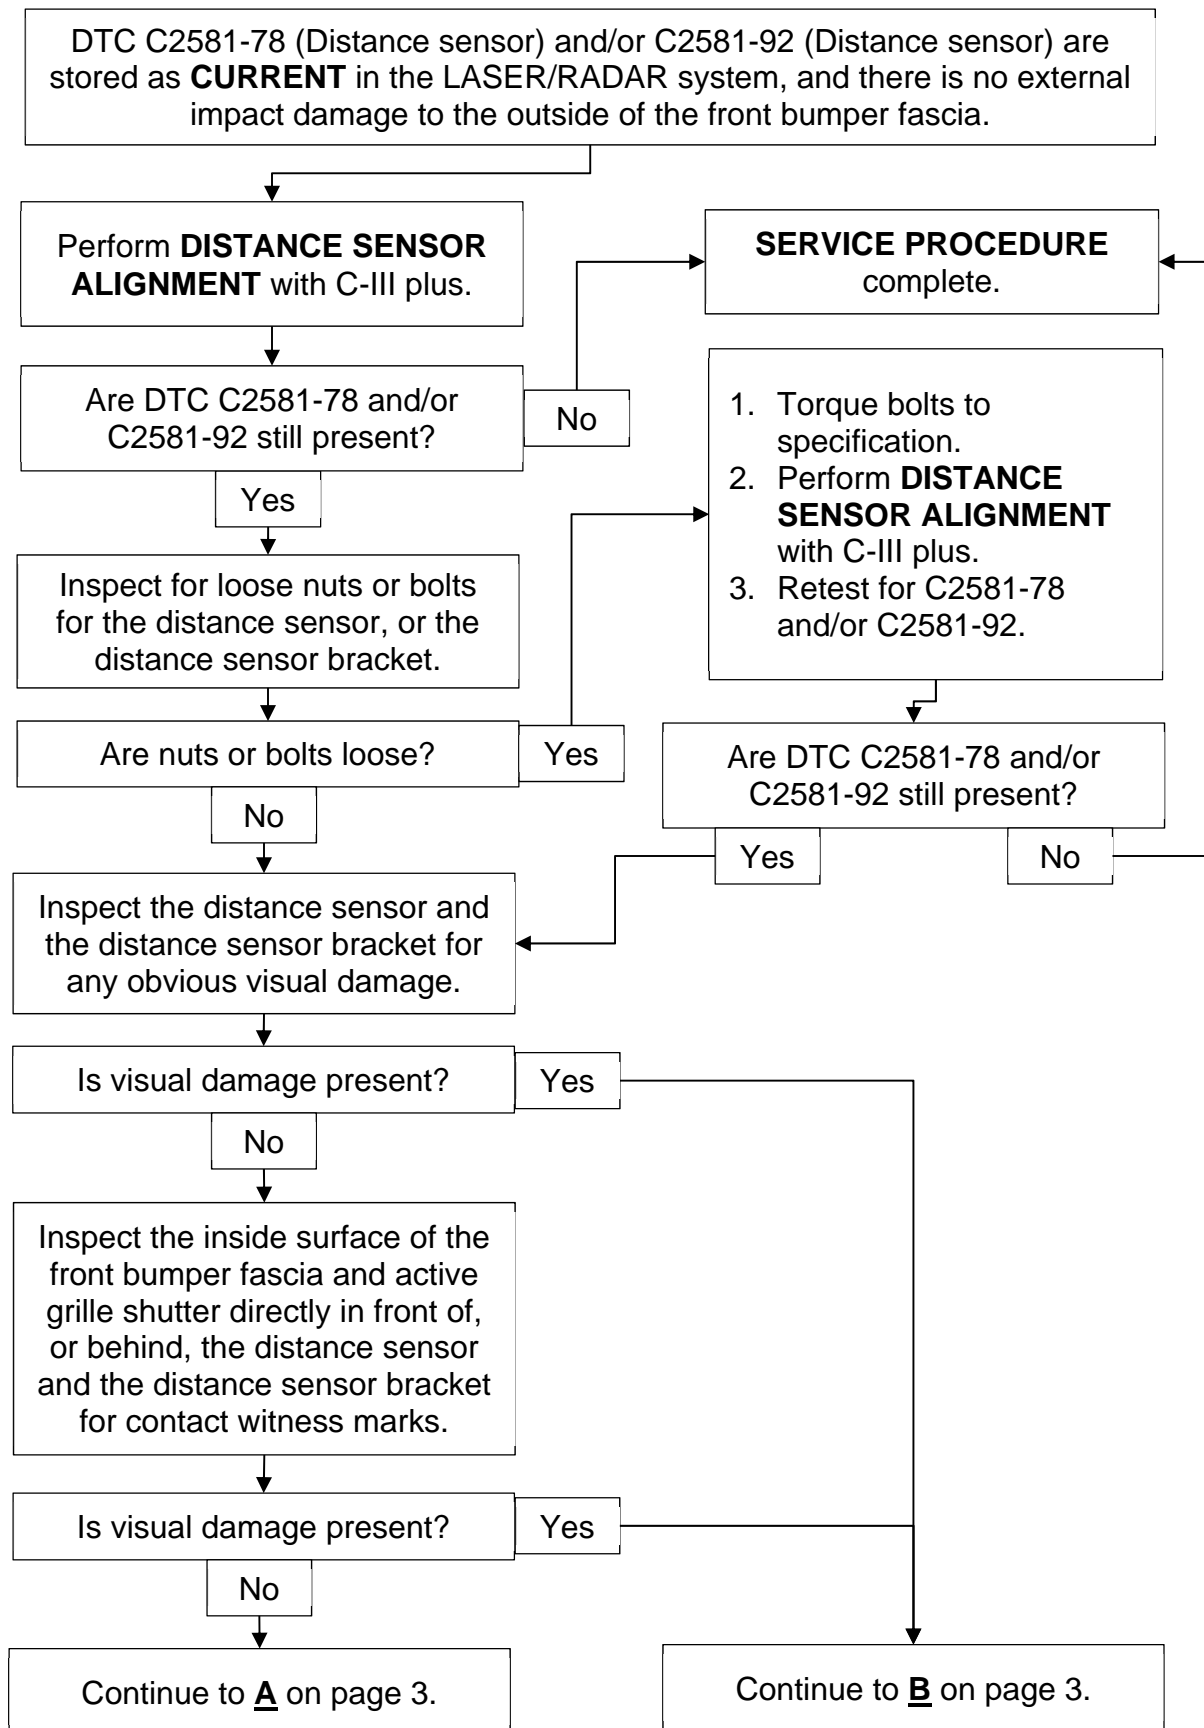 DTC C2581-78 (Distance sensor) and/or C2581-92 (Distance sensor) are
stored as CURRENT in the LASER/RADAR system, and there is no external
impact damage to the outside of the front bumper fascia.
Perform DISTANCE SENSOR
ALIGNMENT with C-III plus.
SERVICE PROCEDURE
complete.
Are DTC C2581-78 and/or
C2581-92 still present?
No
Yes
1. Torque bolts to
specification.
2. Perform DISTANCE
SENSOR ALIGNMENT
with C-III plus.
3. Retest for C2581-78
and/or C2581-92.
Inspect for loose nuts or bolts
for the distance sensor, or the
distance sensor bracket.
Are nuts or bolts loose?
Yes
No
Are DTC C2581-78 and/or
C2581-92 still present?
Yes
No
Inspect the distance sensor and
the distance sensor bracket for
any obvious visual damage.
Is visual damage present?
Yes
No
Inspect the inside surface of the
front bumper fascia and active
grille shutter directly in front of,
or behind, the distance sensor
and the distance sensor bracket
for contact witness marks.
Is visual damage present?
Yes
No
Continue to A on page 3.
Continue to B on page 3.